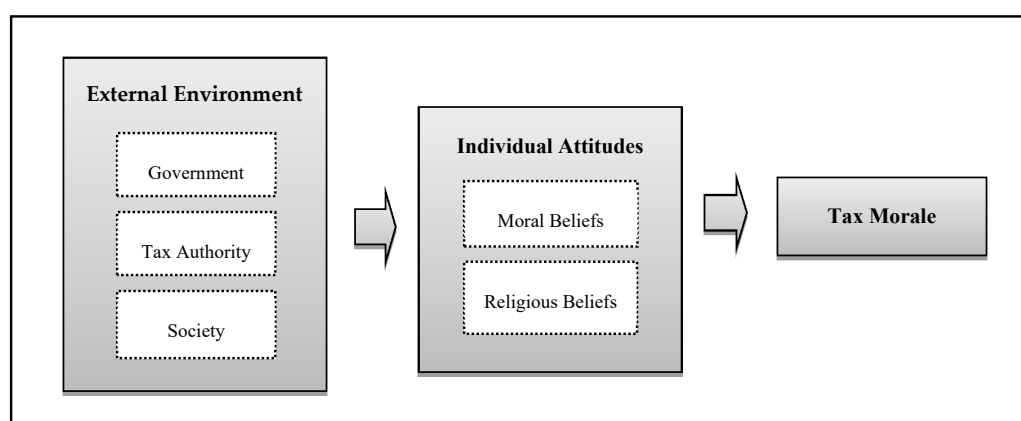 External Environment
Government
Tax Authority
Society
Individual Attitudes
Moral Beliefs
Religious Beliefs
Tax Morale